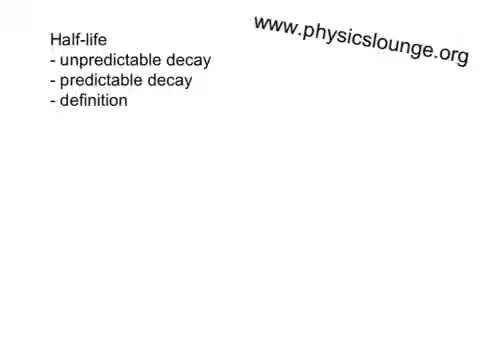 Half-life
- unpredictable decay
- predictable decay
- definition
www.physicslounge.org